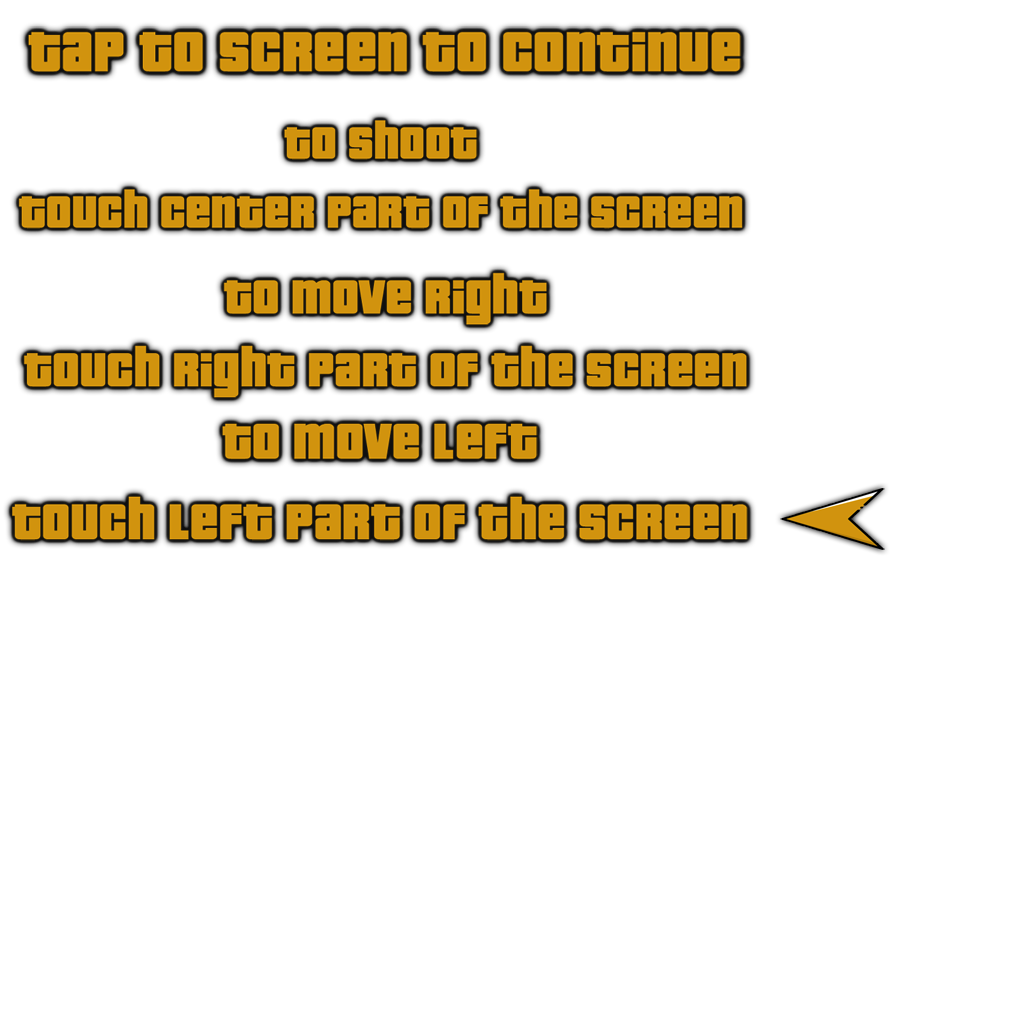 tap to screen to continue
to shoot
touch center part of the screen
to move right
touch right part of the screen
to move left
touch left part of the screen